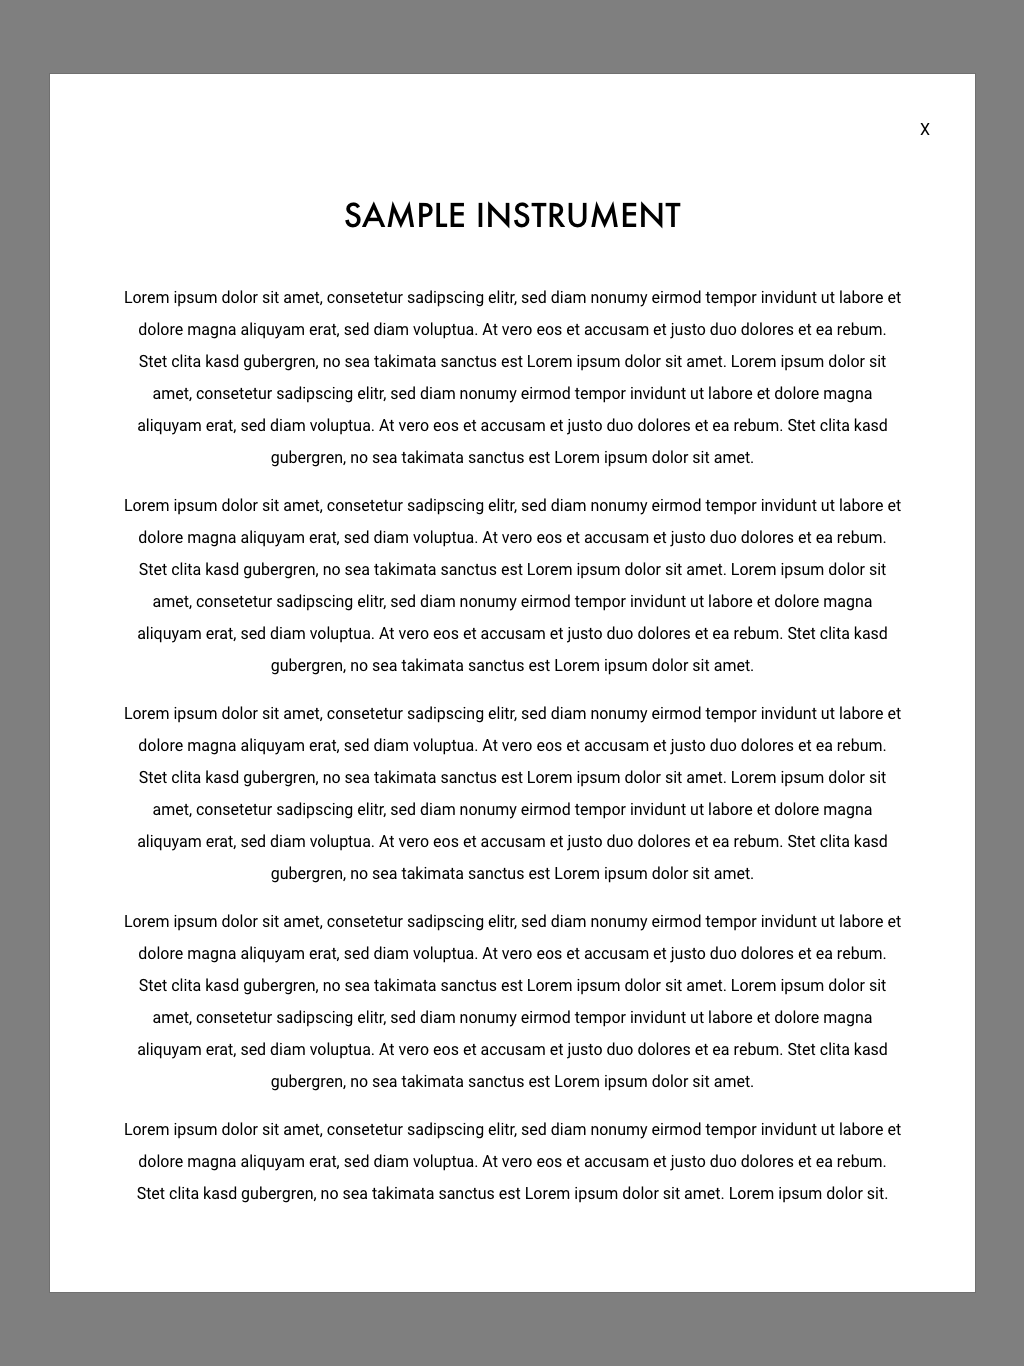 X
SAMPLE INSTRUMENT
Lorem ipsum dolor sit amet, consetetur sadipscing elitr, sed diam nonumy eirmod tempor invidunt ut labore et
dolore magna aliquyam erat, sed diam voluptua. At vero eos et accusam et justo duo dolores et ea rebum.
Stet clita kasd gubergren, no sea takimata sanctus est Lorem ipsum dolor sit amet. Lorem ipsum dolor sit
amet, consetetur sadipscing elitr, sed diam nonumy eirmod tempor invidunt ut labore et dolore magna
aliquyam erat, sed diam voluptua. At vero eos et accusam et justo duo dolores et ea rebum. Stet clita kasd
gubergren, no sea takimata sanctus est Lorem ipsum dolor sit amet.
Lorem ipsum dolor sit amet, consetetur sadipscing elitr, sed diam nonumy eirmod tempor invidunt ut labore et
dolore magna aliquyam erat, sed diam voluptua. At vero eos et accusam et justo duo dolores et ea rebum.
Stet clita kasd gubergren, no sea takimata sanctus est Lorem ipsum dolor sit amet. Lorem ipsum dolor sit
amet, consetetur sadipscing elitr, sed diam nonumy eirmod tempor invidunt ut labore et dolore magna
aliquyam erat, sed diam voluptua. At vero eos et accusam et justo duo dolores et ea rebum. Stet clita kasd
gubergren, no sea takimata sanctus est Lorem ipsum dolor sit amet.
Lorem ipsum dolor sit amet, consetetur sadipscing elitr, sed diam nonumy eirmod tempor invidunt ut labore et
dolore magna aliquyam erat, sed diam voluptua. At vero eos et accusam et justo duo dolores et ea rebum.
Stet clita kasd gubergren, no sea takimata sanctus est Lorem ipsum dolor sit amet. Lorem ipsum dolor sit
amet, consetetur sadipscing elitr, sed diam nonumy eirmod tempor invidunt ut labore et dolore magna
aliquyam erat, sed diam voluptua. At vero eos et accusam et justo duo dolores et ea rebum. Stet clita kasd
gubergren, no sea takimata sanctus est Lorem ipsum dolor sit amet.
Lorem ipsum dolor sit amet, consetetur sadipscing elitr, sed diam nonumy eirmod tempor invidunt ut labore et
dolore magna aliquyam erat, sed diam voluptua. At vero eos et accusam et justo duo dolores et ea rebum.
Stet clita kasd gubergren, no sea takimata sanctus est Lorem ipsum dolor sit amet. Lorem ipsum dolor sit
amet, consetetur sadipscing elitr, sed diam nonumy eirmod tempor invidunt ut labore et dolore magna
aliquyam erat, sed diam voluptua. At vero eos et accusam et justo duo dolores et ea rebum. Stet clita kasd
gubergren, no sea takimata sanctus est Lorem ipsum dolor sit amet.
Lorem ipsum dolor sit amet, consetetur sadipscing elitr, sed diam nonumy eirmod tempor invidunt ut labore et
dolore magna aliquyam erat, sed diam voluptua. At vero eos et accusam et justo duo dolores et ea rebum.
Stet clita kasd gubergren, no sea takimata sanctus est Lorem ipsum dolor sit amet. Lorem ipsum dolor sit.